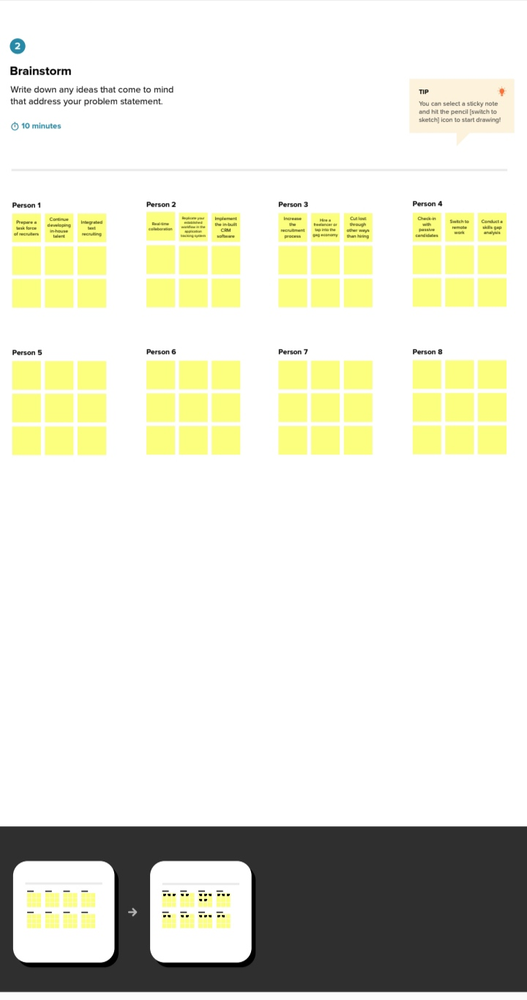 2
Brainstorm
Write down any ideas that come to mind
that address your problem statement.
10 minutes
TIP
You can select a sticky note
and hit the pencil [switch to
sketch] icon to start drawing!
Person 1
Prepare a
task force
of recruiters
Continue
developing
in-house
talent
Integrated
text
recruiting
Person 2
Real-time
collaboration
Replicate your
established
workflow in the
application
tracking system
Implement
the in-built
CRM
software
Person 3
Increase
the
recruitment
process
Hire a
freelancer or
tap into the
gag economy
Cut lost
through
other ways
than hiring
Person 4
Check-in
with
passive
candidates
Switch to
remote
work
Conduct a
skills gap
analysis
Person 5
Person 6
Person 7
Person 8